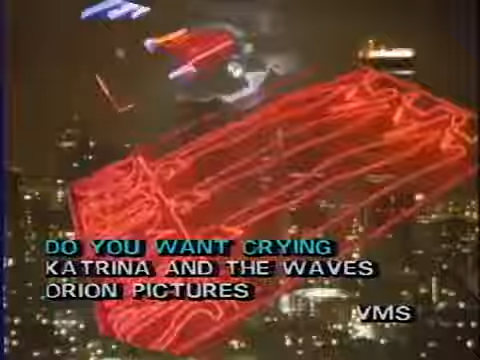 DO YOU WANT CRYING
KATRINA AND THE WAVES
ORION PICTURES
VMS